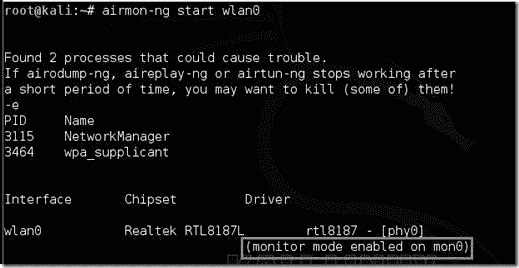 root@kali:~# airmon-ng start wlan0
Found 2 processes that could cause trouble.
If airodump-ng, aireplay-ng or airtun-ng stops working after
a short period of time, you may want to kill (some of) them!
-e
PID Name
3115 NetworkManager
3464 wpa_supplicant
Interface Chipset Driver
wlan0 Realtek RTL8187L rtl8187 - [phy0]
(monitor mode enabled on mon0)